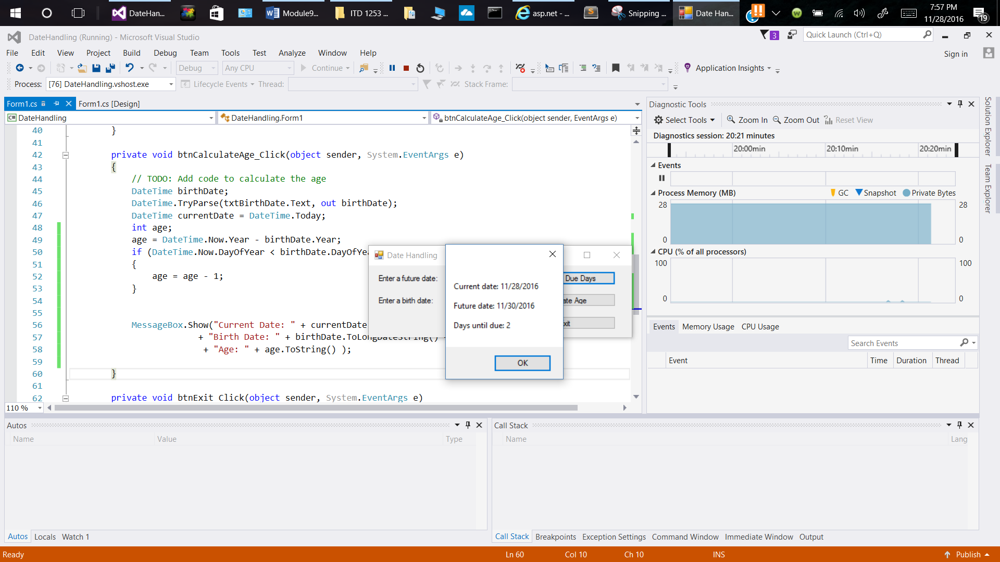 DateHan...
Module9...
ITD 1253 ...
asp.net - ...
Snipping ...
Date Han...
7:57 PM
11/28/2016
19
DateHandling (Running) - Microsoft Visual Studio
3
Quick Launch (Ctrl+Q)
File Edit View Project Build Debug Team Tools Test Analyze Window Help
Sign in
Debug
Any CPU
Continue
Application Insights
Process: [76] DateHandling.vshost.exe
Lifecycle Events
Thread:
Stack Frame:
Form1.cs
Form1.cs [Design]
DateHandling
DateHandling.Form1
btnCalculateAge_Click(object sender, EventArgs e)
40 }
41
42 private void btnCalculateAge_Click(object sender, System.EventArgs e)
43 {
44 // TODO: Add code to calculate the age
45 DateTime birthDate;
46 DateTime.TryParse(txtBirthDate.Text, out birthDate);
47 DateTime currentDate = DateTime.Today;
48 int age;
49 age = DateTime.Now.Year - birthDate.Year;
50 if (DateTime.Now.DayOfYear < birthDate.DayOfYea
51 {
52 age = age - 1;
53 }
54
55
56 MessageBox.Show("Current Date: " + currentDate
57 + "Birth Date: " + birthDate.ToLongDateString()
58 + "Age: " + age.ToString() );
59
60 }
61
62 private void btnExit_Click(object sender, System.EventArgs e)
110 %
Date Handling
Enter a future date:
Enter a birth date:
Due Days
ate Age
xit
Current date: 11/28/2016
Future date: 11/30/2016
Days until due: 2
OK
Diagnostic Tools
Select Tools
Zoom In
Zoom Out
Reset View
Diagnostics session: 20:21 minutes
20:00min
20:10min
20:20min
Events
Process Memory (MB)
GC
Snapshot
Private Bytes
28
28
0
0
CPU (% of all processors)
100
100
0
0
Events
Memory Usage
CPU Usage
Search Events
Event
Time
Duration
Thread
Solution Explorer
Team Explorer
Autos
Name
Value
Type
Autos
Locals
Watch 1
Call Stack
Name
Lang
Call Stack
Breakpoints
Exception Settings
Command Window
Immediate Window
Output
Ready
Ln 60
Col 10
Ch 10
INS
Publish